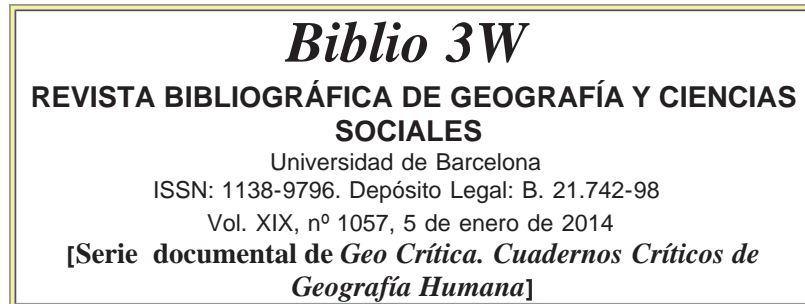 Biblio 3W
REVISTA BIBLIOGRÁFICA DE GEOGRAFÍA Y CIENCIAS
SOCIALES
Universidad de Barcelona
ISSN: 1138-9796. Depósito Legal: B. 21.742-98
Vol. XIX, nº 1057, 5 de enero de 2014
[Serie documental de Geo Crítica. Cuadernos Críticos de
Geografía Humana]